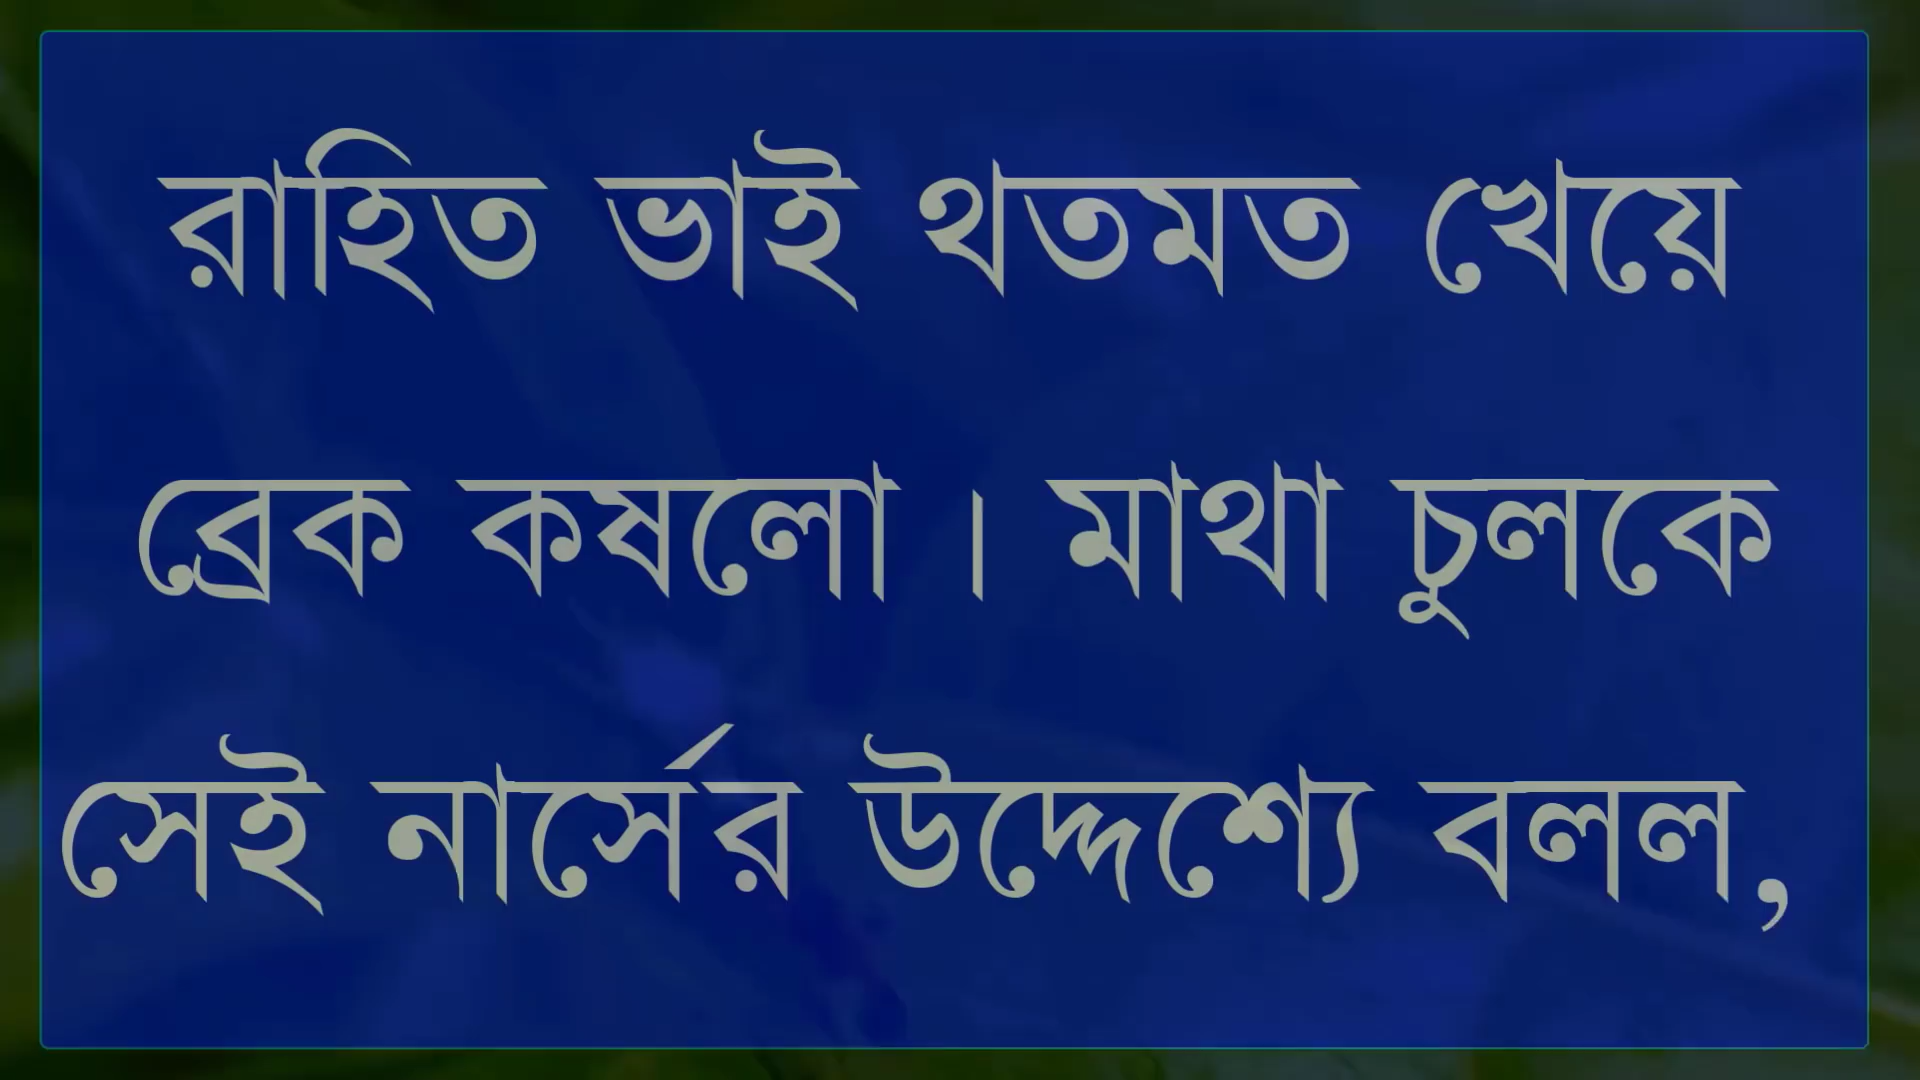 রাহিত ভাই থতমত খেয়ে
ব্রেক কষলো । মাথা চুলকে
সেই নার্সের উদ্দেশ্যে বলল,